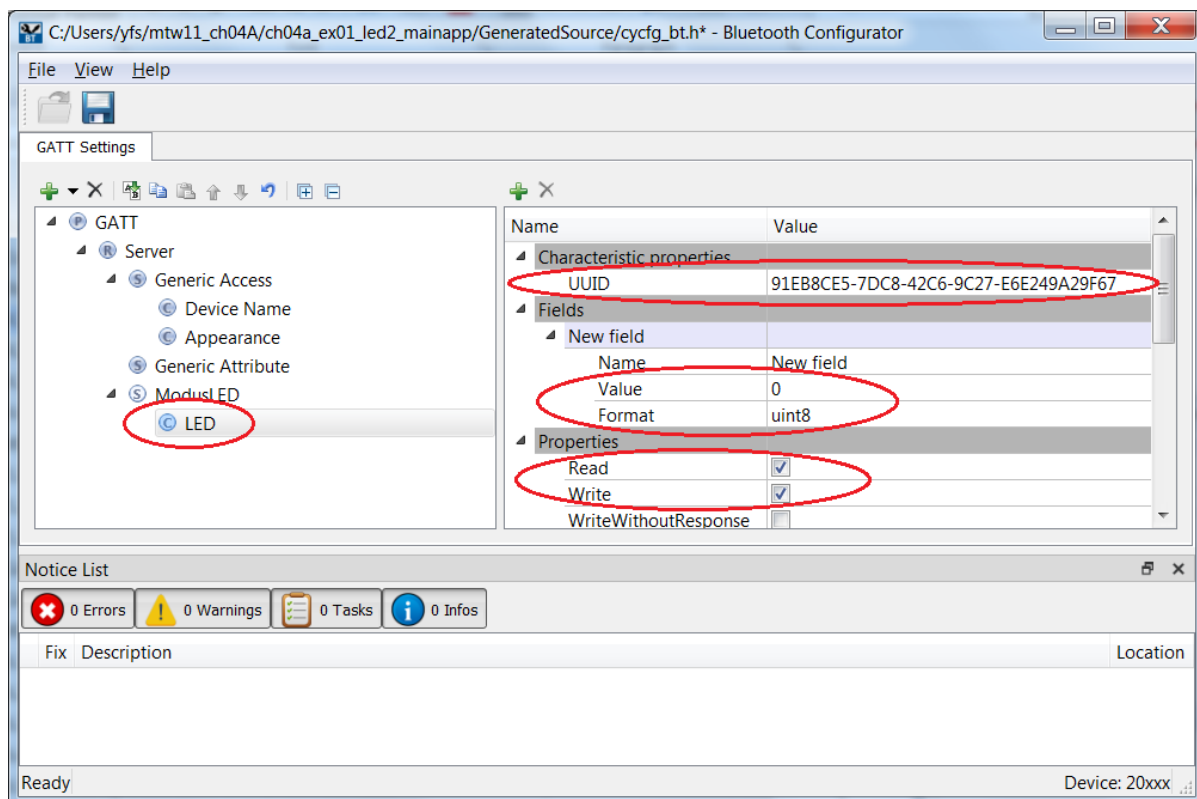 C:/Users/yfs/mtw11_ch04A/ch04a_ex01_led2_mainapp/GeneratedSource/cycfg_bt.h* - Bluetooth Configurator
File View Help
GATT Settings
GATT
Server
Generic Access
Device Name
Appearance
Generic Attribute
ModusLED
LED
Name Value
Characteristic properties
UUID 91EB8CE5-7DC8-42C6-9C27-E6E249A29F67
Fields
New field
Name New field
Value 0
Format uint8
Properties
Read
Write
WriteWithoutResponse
Notice List
0 Errors 0 Warnings 0 Tasks 0 Infos
Fix Description Location
Ready Device: 20xxx